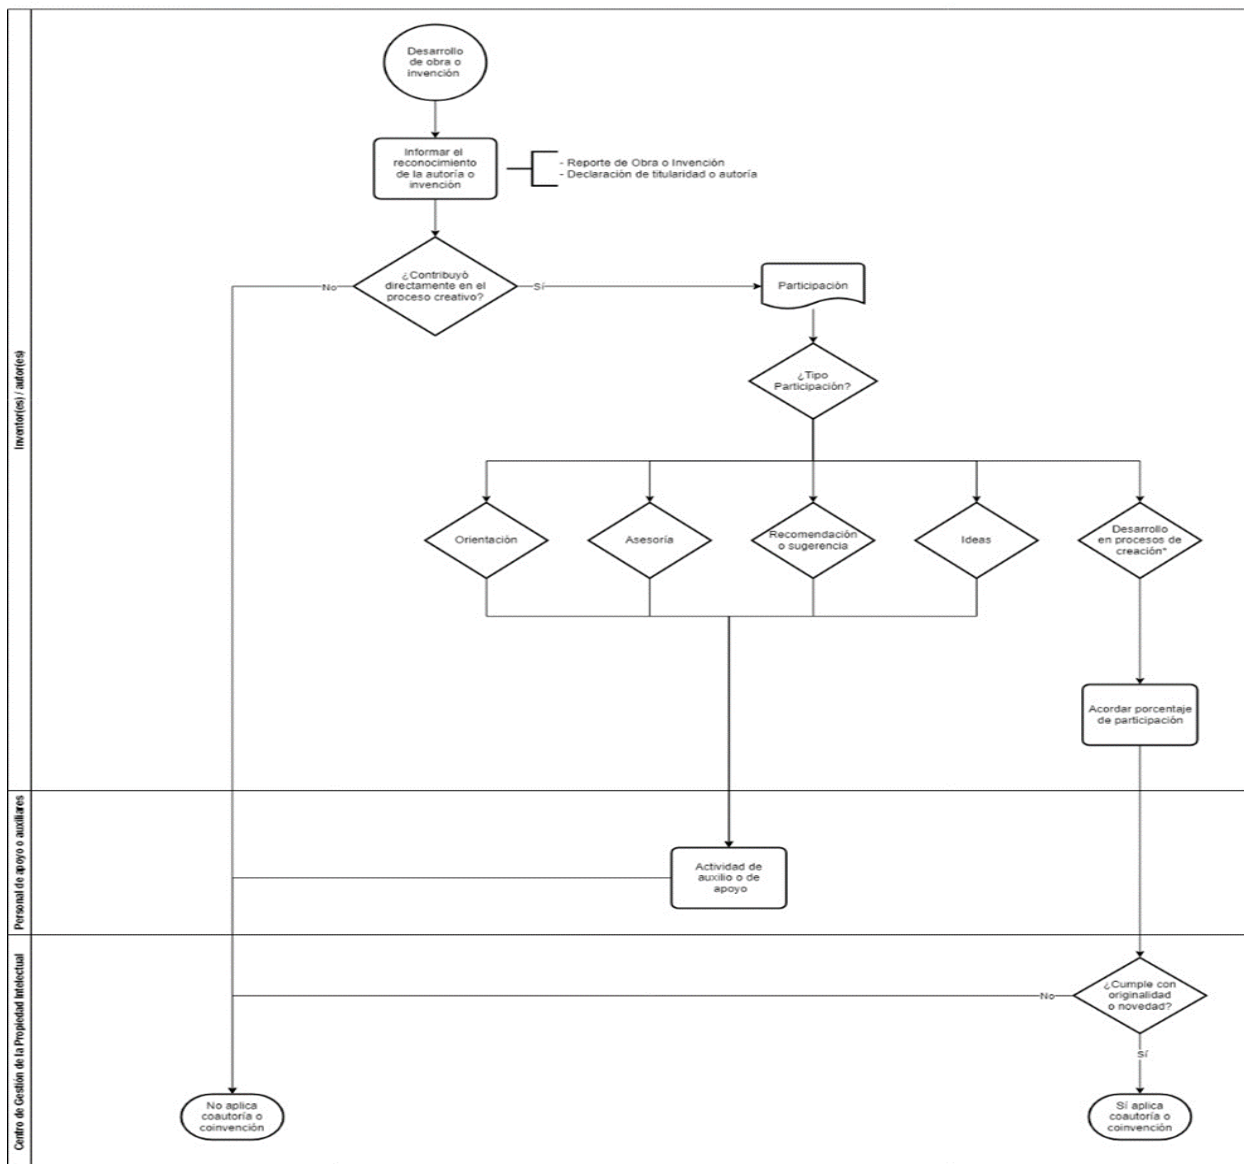 Desarrollo
de obra o
invención
Informar el
reconocimiento
de la autoría o
invención
- Reporte de Obra o Invención
- Declaración de titularidad o autoría
¿Contribuyò
directamente en el
proceso creativo?
No
Sí
Participación
¿Tipo
Participación?
Inventor(es) / autor(es)
Orientación
Asesoría
Recomendación
o sugerencia
Ideas
Desarrollo
en procesos de
creación*
Acordar porcentaje
de participación
Personal de apoyo o auxiliares
Actividad de
auxilio o de
apoyo
Centro de Gestión de la Propiedad Intelectual
¿Cumple con
originalidad
o novedad?
No
Sí
No aplica
coautoría o
coinvención
Sí aplica
coautoría o
coinvención